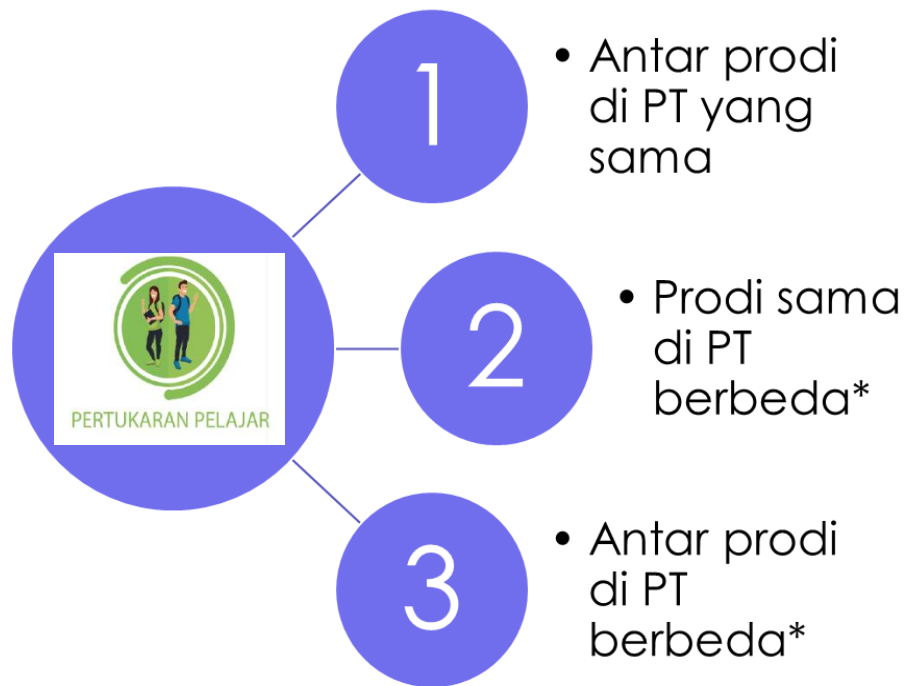 1
• Antar prodi
di PT yang
sama
PERTUKARAN PELAJAR
2
• Prodi sama
di PT
berbeda*
3
• Antar prodi
di PT
berbeda*